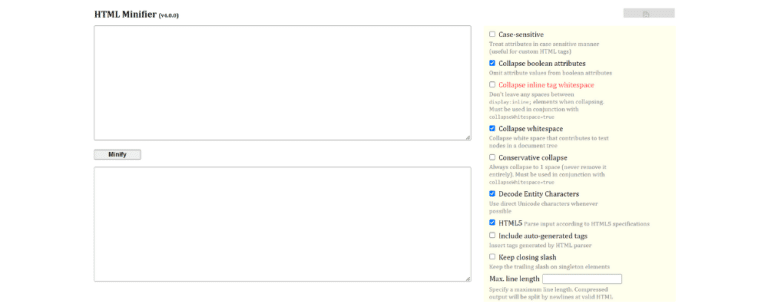 HTML Minifier (v4.0.0)
Minify
Case-sensitive
Treat attributes in case sensitive manner
(useful for custom HTML tags)
Collapse boolean attributes
Omit attribute values from boolean attributes
Collapse inline tag whitespace
Don't leave any spaces between
display:inline; elements when collapsing.
Must be used in conjunction with
collapseWhitespace=true
Collapse whitespace
Collapse white space that contributes to text
nodes in a document tree
Conservative collapse
Always collapse to 1 space (never remove it
entirely). Must be used in conjunction with
collapseWhitespace=true
Decode Entity Characters
Use direct Unicode characters whenever
possible
HTML5 Parse input according to HTML5 specifications
Include auto-generated tags
Insert tags generated by HTML parser
Keep closing slash
Keep the trailing slash on singleton elements
Max. line length
Specify a maximum line length. Compressed
output will be split by newlines at valid HTML